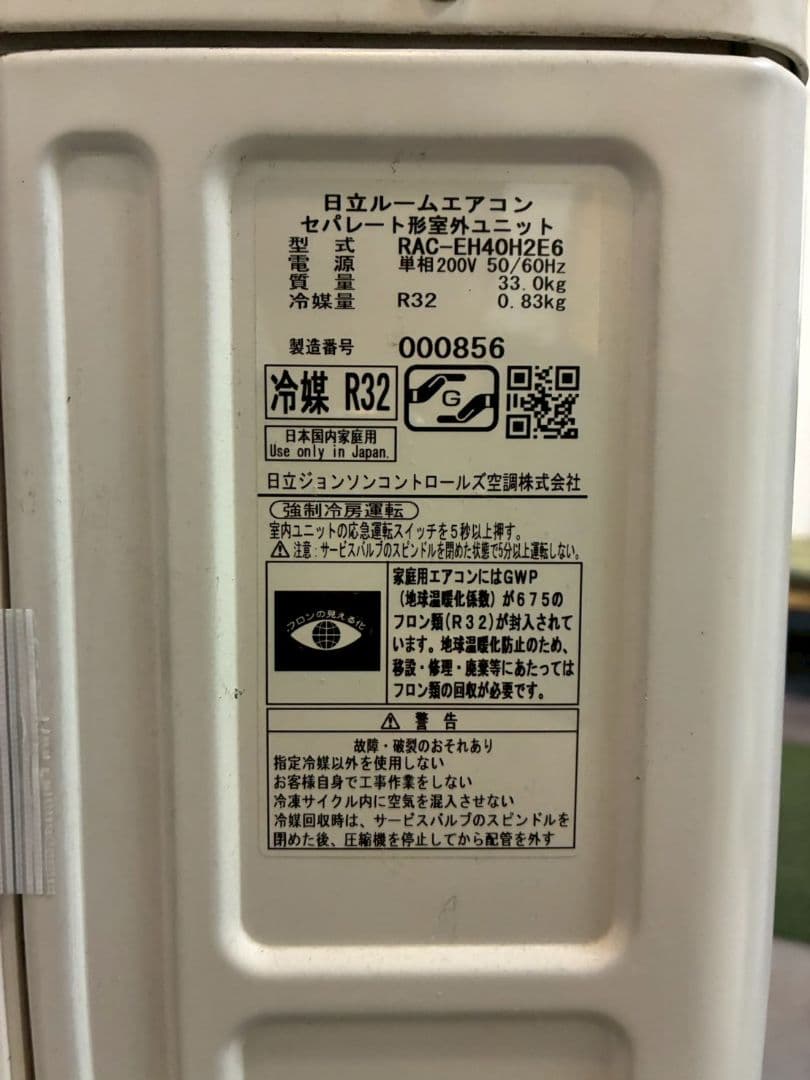 日立ルームエアコン
セパレート形室外ユニット
型 式 RAC-EH40H2E6
電 源 単相200V 50/60Hz
質 量 33.0kg
冷媒量 R32 0.83kg
製造番号 000856
冷媒 R32
G
日本国内家庭用
Use only in Japan.
日立ジョンソンコントロールズ空調株式会社
強制冷房運転
室内ユニットの応急運転スイッチを5秒以上押す。
⚠注意:サービスバルブのスピンドルを閉めた状態で5分以上運転しない。
フロンの見える化
家庭用エアコンにはGWP
(地球温暖化係数)が675の
フロン類(R32)が封入されて
います。地球温暖化防止のため、
移設・修理・廃棄等にあたっては
フロン類の回収が必要です。
⚠ 警 告
故障・破裂のおそれあり
指定冷媒以外を使用しない
お客様自身で工事作業をしない
冷凍サイクル内に空気を混入させない
冷媒回収時は、サービスバルブのスピンドルを
閉めた後、圧縮機を停止してから配管を外す